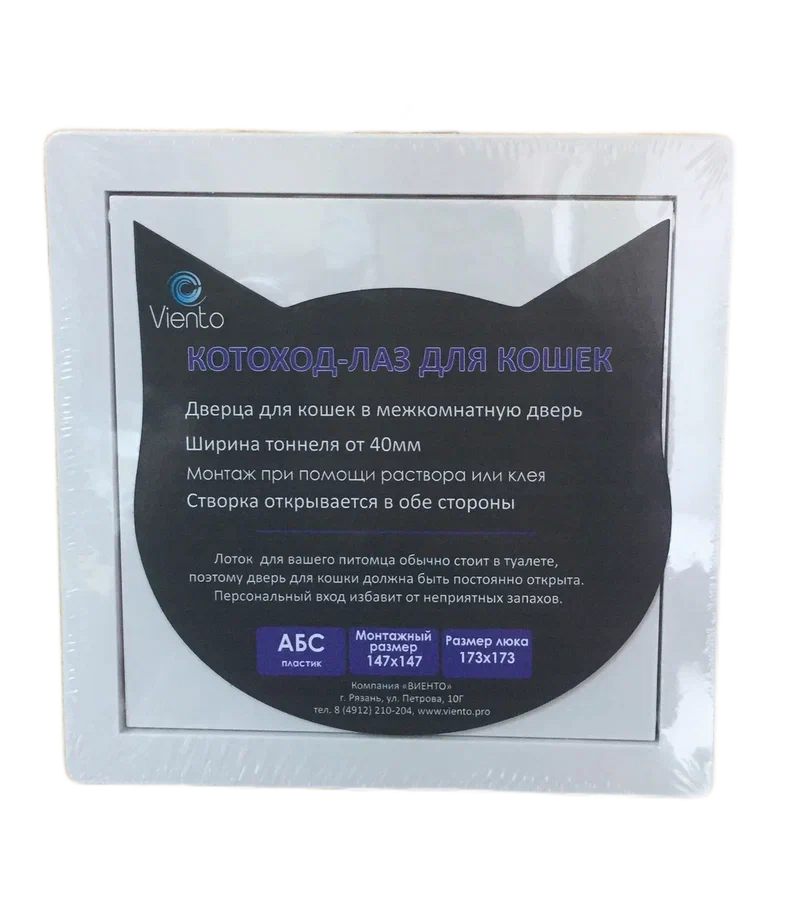 Viento
КОТОХОД-ЛАЗ ДЛЯ КОШЕК
Дверца для кошек в межкомнатную дверь
Ширина тоннеля от 40мм
Монтаж при помощи раствора или клея
Створка открывается в обе стороны
Лоток для вашего питомца обычно стоит в туалете,
поэтому дверь для кошки должна быть постоянно открыта.
Персональный вход избавит от неприятных запахов.
АБС
пластик
Монтажный
размер
147х147
Размер люка
173х173
Компания «ВИЕНТО»
г. Рязань, ул. Петрова, 10Г
тел. 8 (4912) 210-204, www.viento.pro